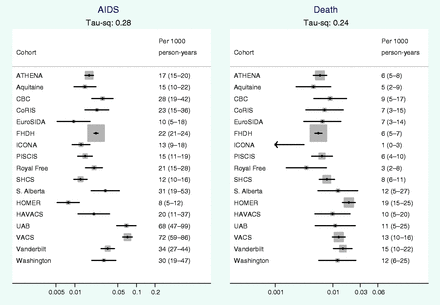 AIDS
Tau-sq: 0.28
Cohort Per 1000 person-years
ATHENA 17 (15–20)
Aquitaine 15 (10–22)
CBC 28 (19–42)
CoRIS 23 (15–36)
EuroSIDA 10 (5–18)
FHDH 22 (21–24)
ICONA 13 (9–18)
PISCIS 15 (11–19)
Royal Free 21 (15–28)
SHCS 12 (10–16)
S. Alberta 31 (19–53)
HOMER 8 (5–12)
HAVACS 20 (11–37)
UAB 68 (47–99)
VACS 72 (59–86)
Vanderbilt 34 (27–44)
Washington 30 (19–47)
0.005 0.01 0.05 0.1 0.2
Death
Tau-sq: 0.24
Cohort Per 1000 person-years
ATHENA 6 (5–8)
Aquitaine 5 (2–9)
CBC 9 (5–17)
CoRIS 7 (3–15)
EuroSIDA 7 (3–14)
FHDH 6 (5–7)
ICONA 1 (0–3)
PISCIS 6 (4–10)
Royal Free 3 (2–8)
SHCS 8 (6–11)
S. Alberta 12 (5–27)
HOMER 19 (15–25)
HAVACS 10 (5–20)
UAB 11 (5–25)
VACS 13 (10–16)
Vanderbilt 15 (10–22)
Washington 12 (6–25)
0.001 0.01 0.03 0.06